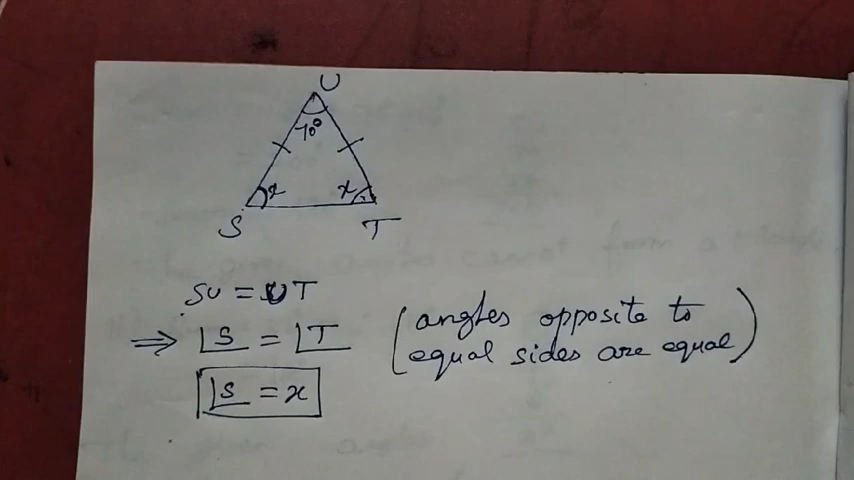 U
70°
x x
S T
SU = UT
⇒ ∠S = ∠T (angles opposite to
equal sides are equal)
∠S = x